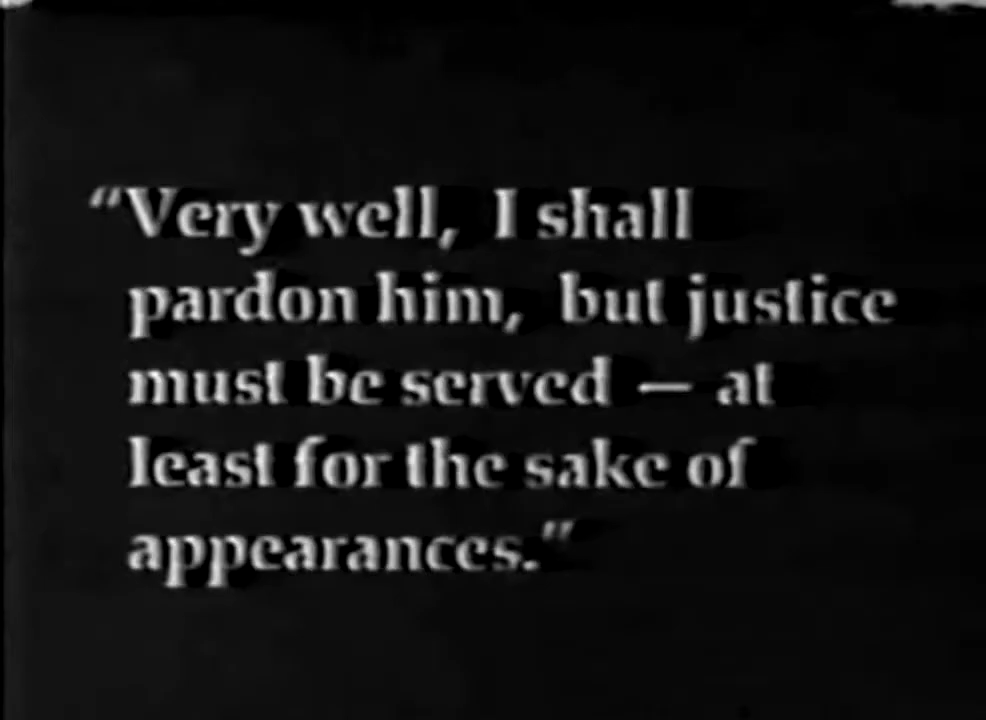 “Very well, I shall
pardon him, but justice
must be served — at
least for the sake of
appearances.”